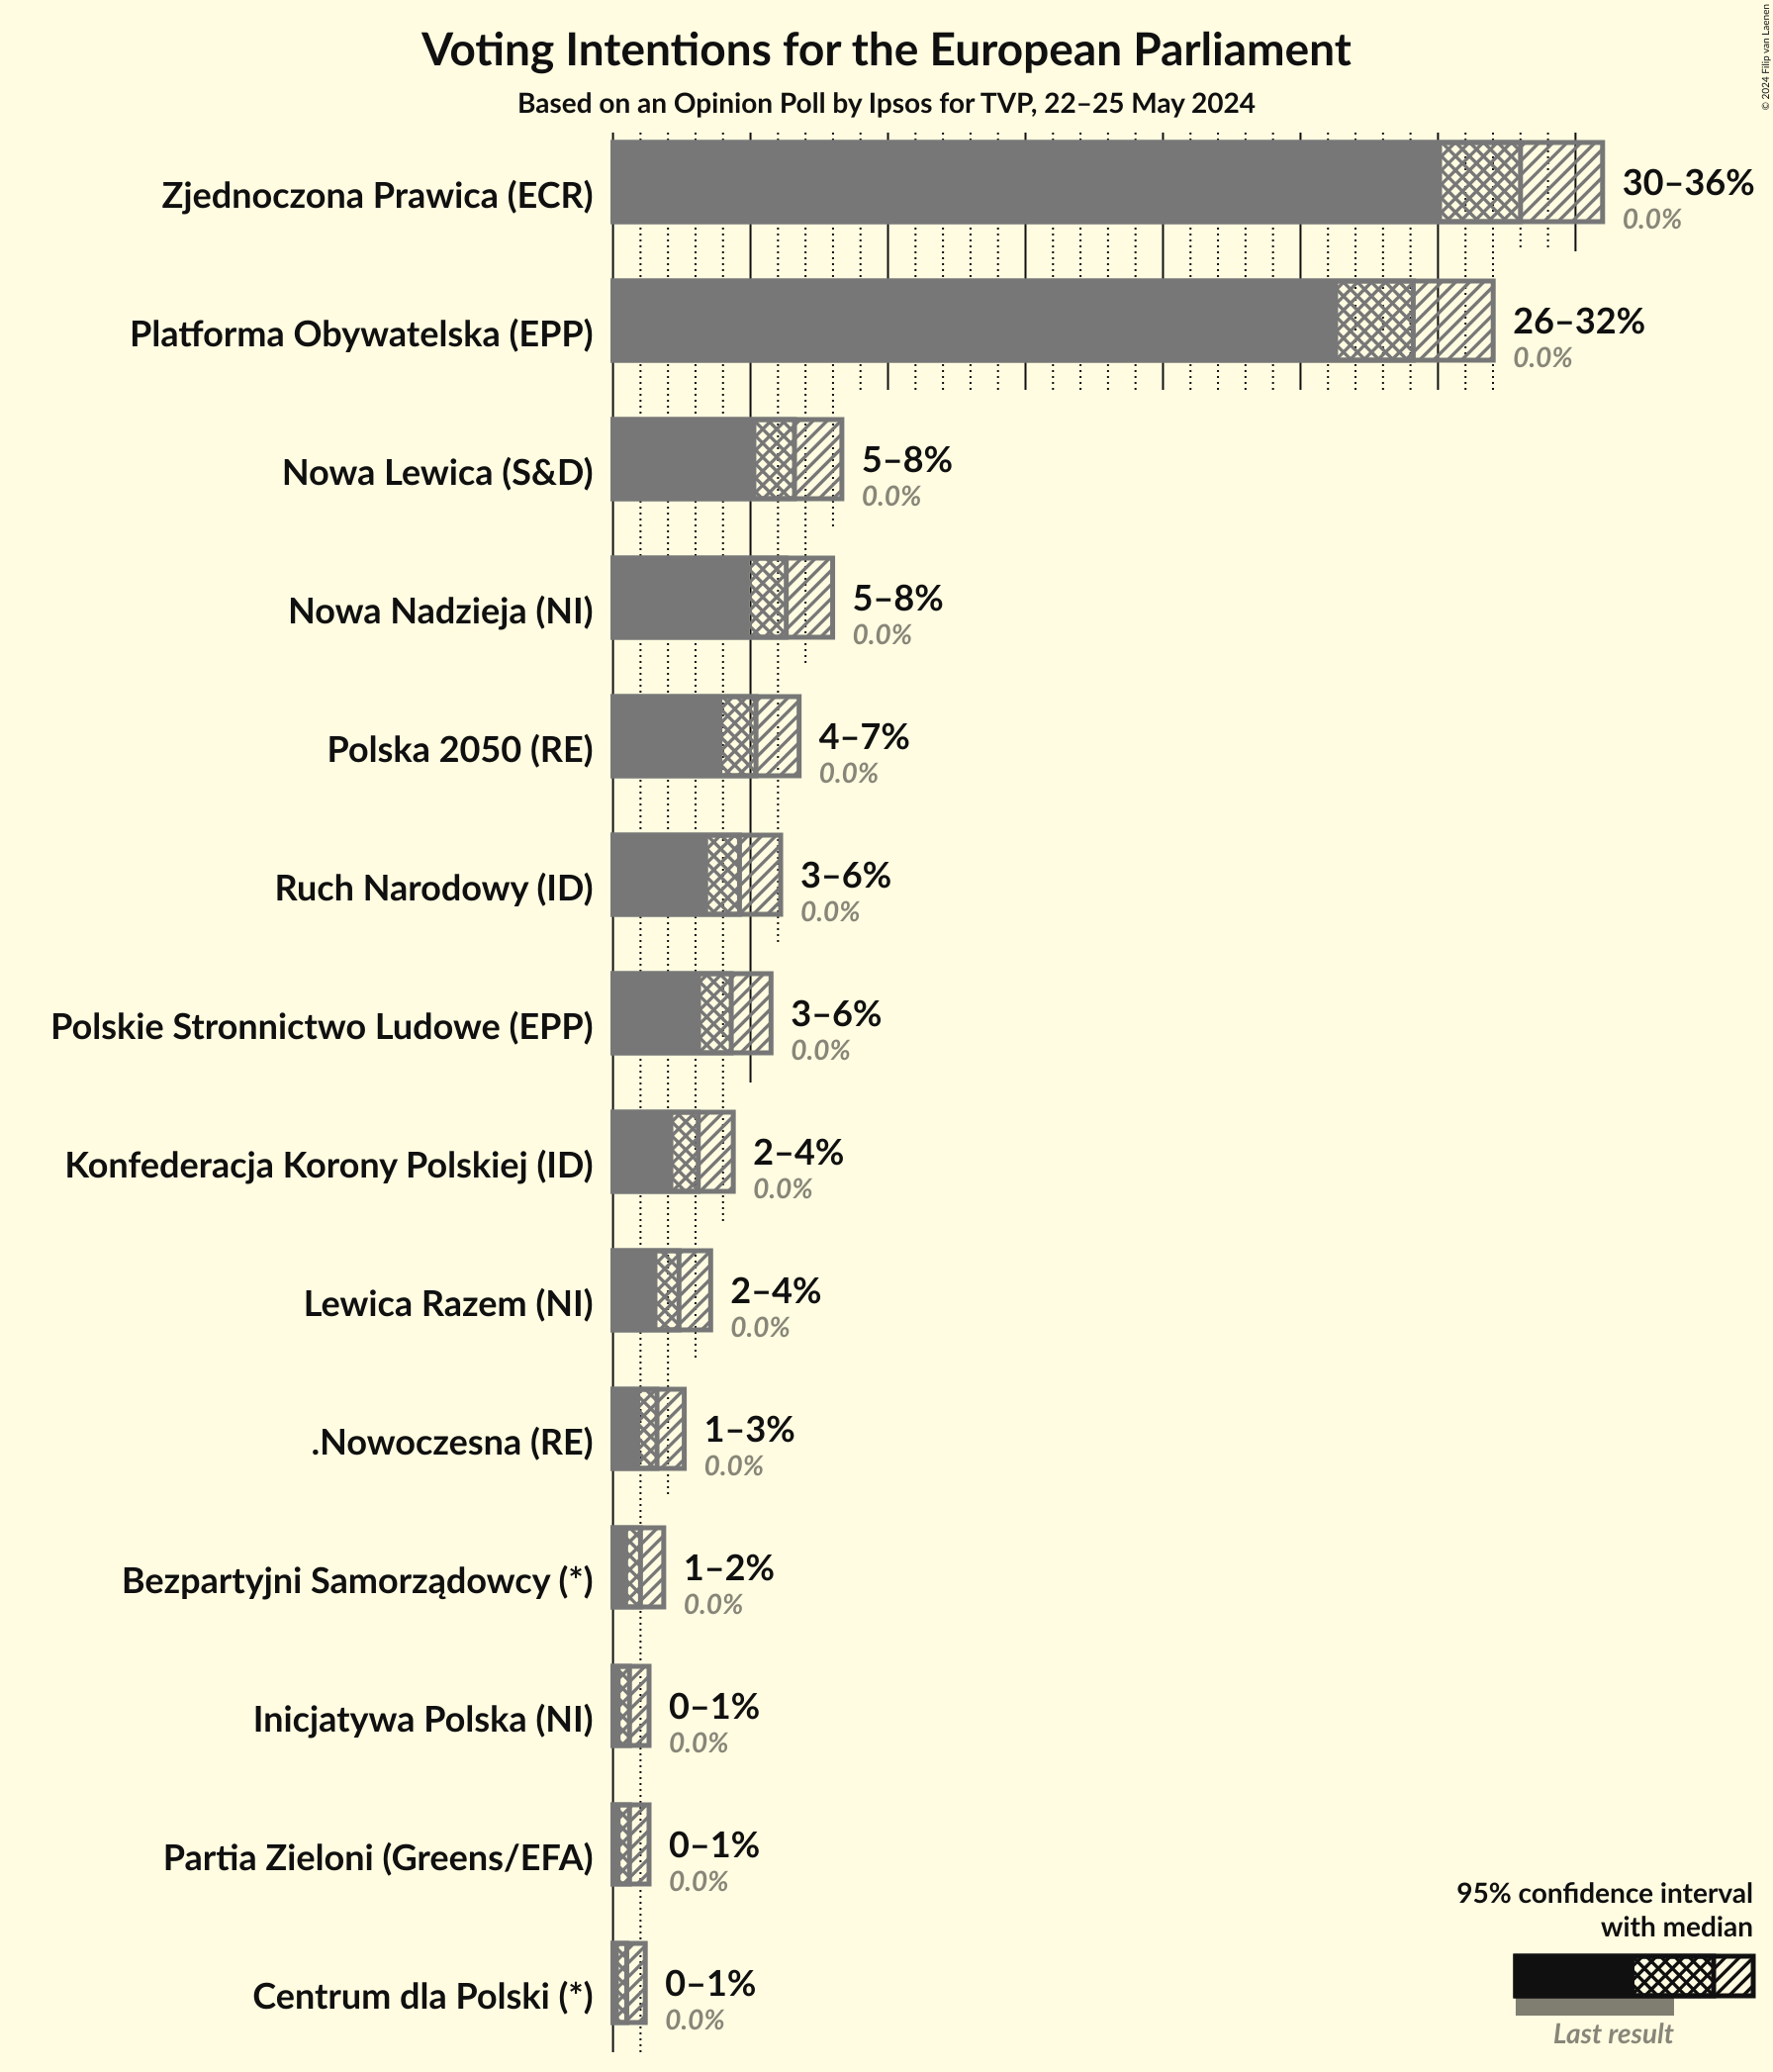 © 2024 Filip van Laenen
Voting Intentions for the European Parliament
Based on an Opinion Poll by Ipsos for TVP, 22–25 May 2024
Zjednoczona Prawica (ECR)
30–36%
0.0%
Platforma Obywatelska (EPP)
26–32%
0.0%
Nowa Lewica (S&D)
5–8%
0.0%
Nowa Nadzieja (NI)
5–8%
0.0%
Polska 2050 (RE)
4–7%
0.0%
Ruch Narodowy (ID)
3–6%
0.0%
Polskie Stronnictwo Ludowe (EPP)
3–6%
0.0%
Konfederacja Korony Polskiej (ID)
2–4%
0.0%
Lewica Razem (NI)
2–4%
0.0%
.Nowoczesna (RE)
1–3%
0.0%
Bezpartyjni Samorządowcy (*)
1–2%
0.0%
Inicjatywa Polska (NI)
0–1%
0.0%
Partia Zieloni (Greens/EFA)
0–1%
0.0%
Centrum dla Polski (*)
0–1%
0.0%
95% confidence interval
with median
Last result